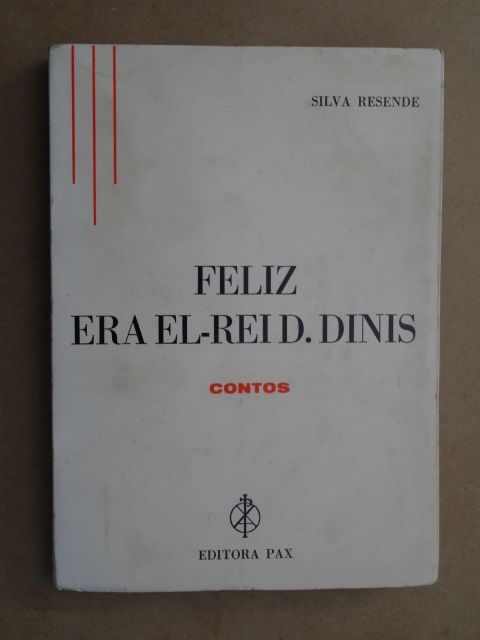 SILVA RESENDE
FELIZ
ERA EL-REI D. DINIS
CONTOS
EDITORA PAX